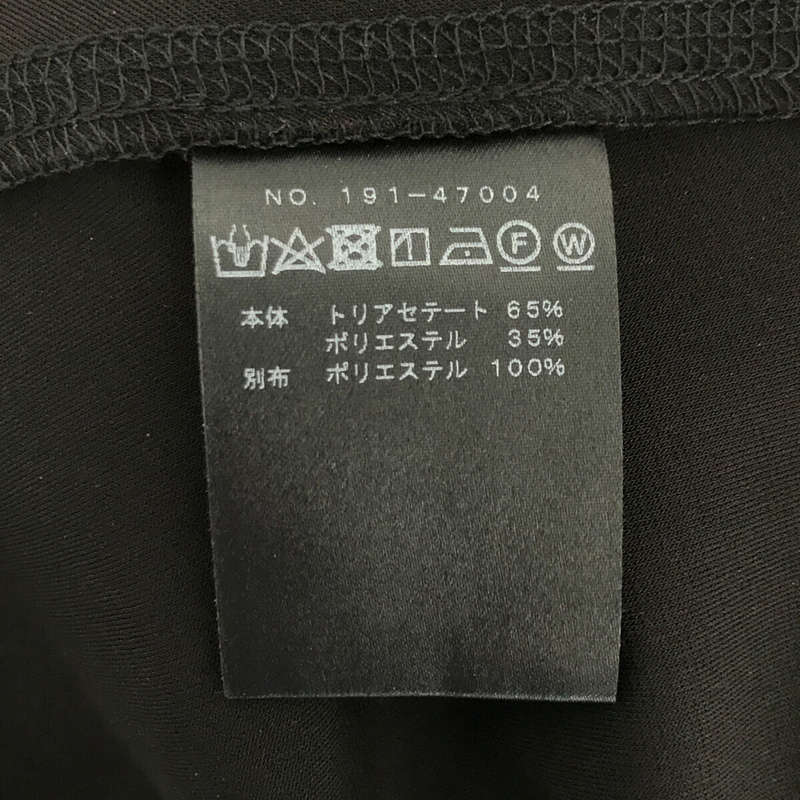 NO. 191-47004
F W
本体 トリアセテート 65%
ポリエステル 35%
別布 ポリエステル 100%